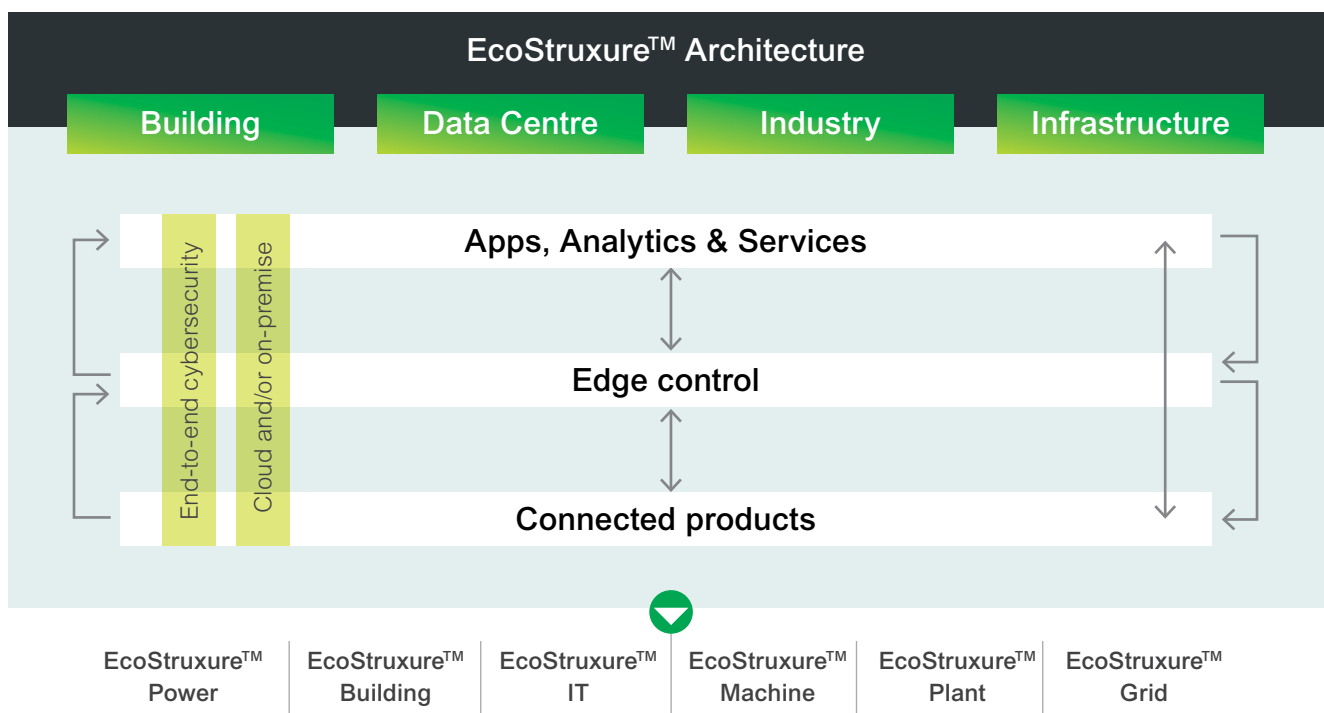 EcoStruxure™ Architecture
Building
Data Centre
Industry
Infrastructure
End-to-end cybersecurity
Cloud and/or on-premise
Apps, Analytics & Services
Edge control
Connected products
EcoStruxure™
Power
EcoStruxure™
Building
EcoStruxure™
IT
EcoStruxure™
Machine
EcoStruxure™
Plant
EcoStruxure™
Grid